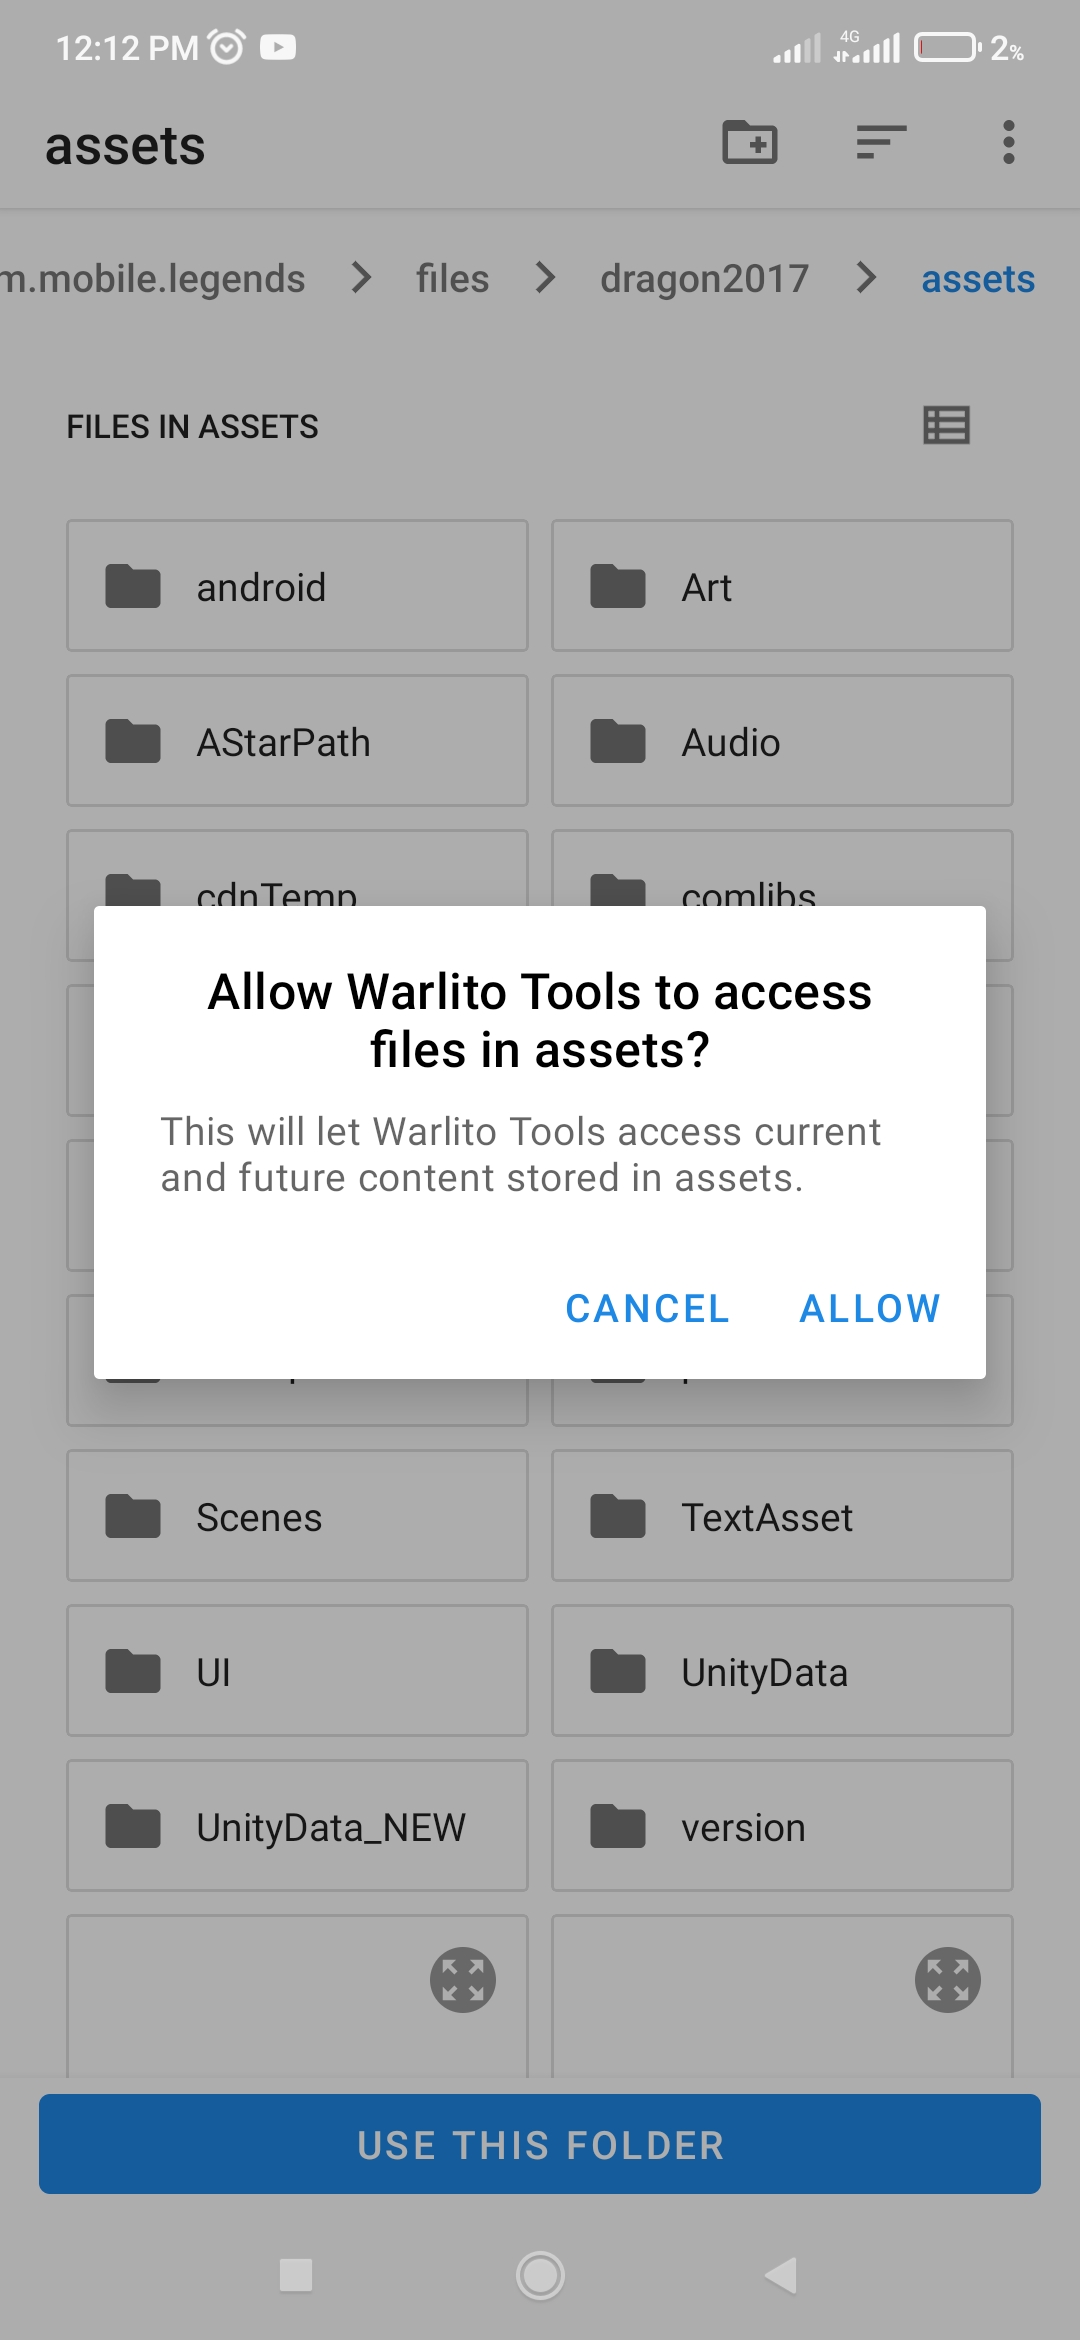 12:12 PM
4G
2%
assets
m.mobile.legends > files > dragon2017 > assets
FILES IN ASSETS
android
Art
AStarPath
Audio
cdnTemp
comlibs
Allow Warlito Tools to access
files in assets?
This will let Warlito Tools access current
and future content stored in assets.
CANCEL
ALLOW
Scenes
TextAsset
UI
UnityData
UnityData_NEW
version
USE THIS FOLDER